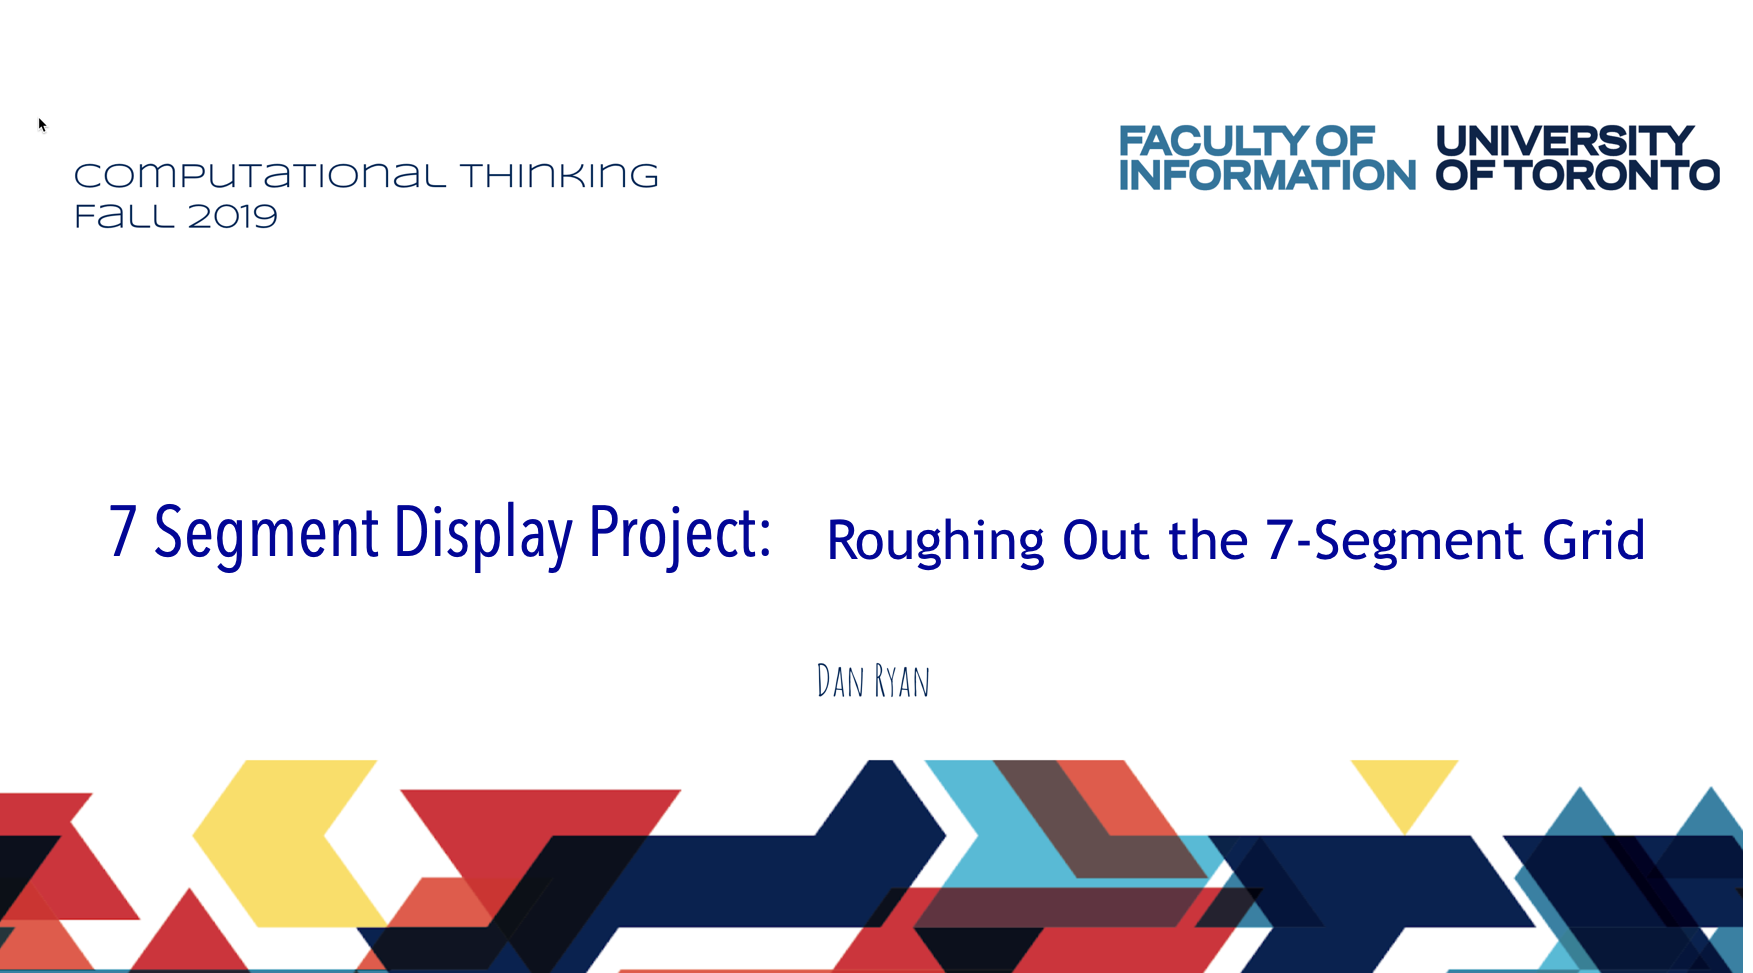 Computational Thinking
Fall 2019
FACULTY OF
INFORMATION
UNIVERSITY
OF TORONTO
7 Segment Display Project: Roughing Out the 7-Segment Grid
Dan Ryan